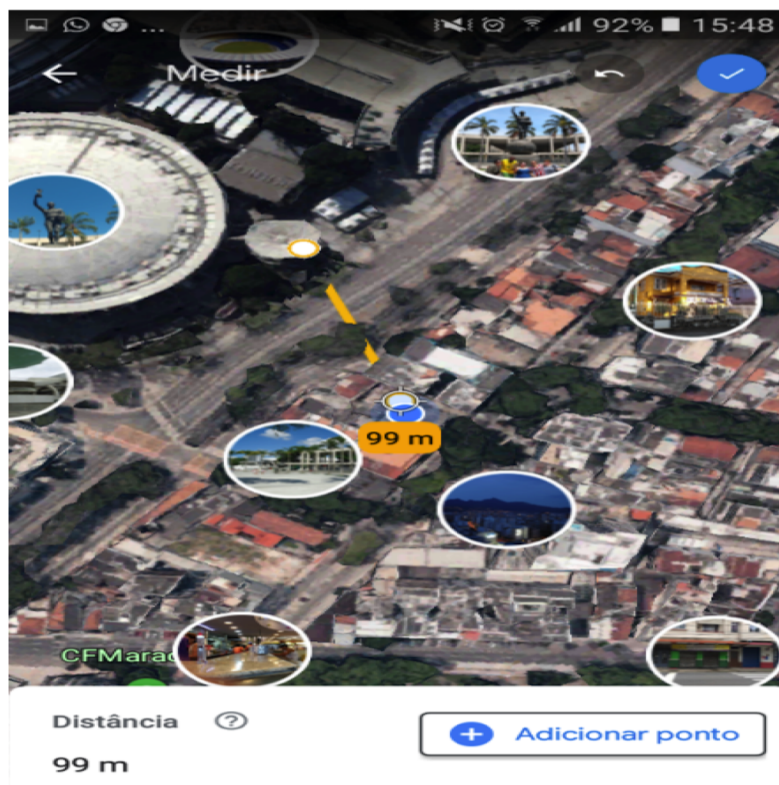 ... 92% 15:48
Medir
99 m
CFMarac
Distância ?
99 m
Adicionar ponto